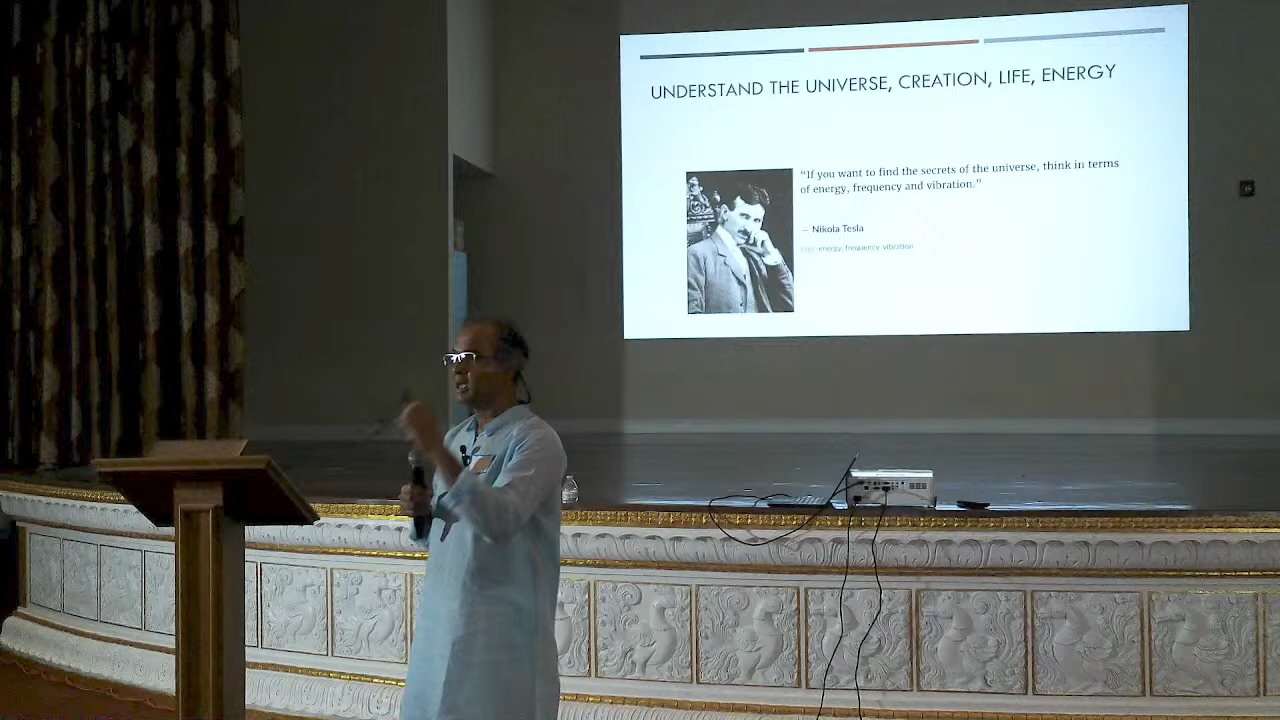 UNDERSTAND THE UNIVERSE, CREATION, LIFE, ENERGY
“If you want to find the secrets of the universe, think in terms
of energy, frequency and vibration.”
― Nikola Tesla
energy, frequency, vibration